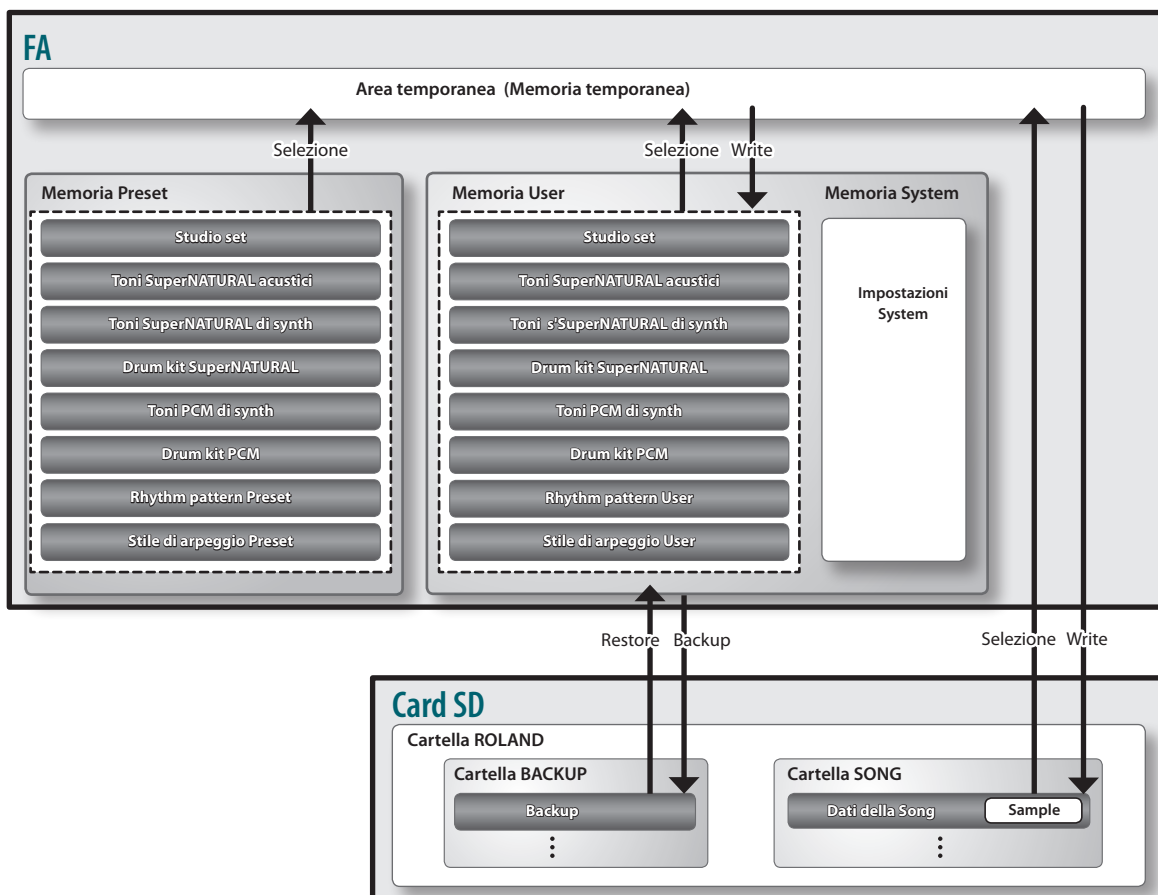 FA
Area temporanea (Memoria temporanea)
Selezione
Selezione Write
Memoria Preset
Studio set
Toni SuperNATURAL acustici
Toni SuperNATURAL di synth
Drum kit SuperNATURAL
Toni PCM di synth
Drum kit PCM
Rhythm pattern Preset
Stile di arpeggio Preset
Memoria User
Studio set
Toni SuperNATURAL acustici
Toni s'SuperNATURAL di synth
Drum kit SuperNATURAL
Toni PCM di synth
Drum kit PCM
Rhythm pattern User
Stile di arpeggio User
Memoria System
Impostazioni
System
Restore Backup
Selezione Write
Card SD
Cartella ROLAND
Cartella BACKUP
Backup
Cartella SONG
Dati della Song
Sample